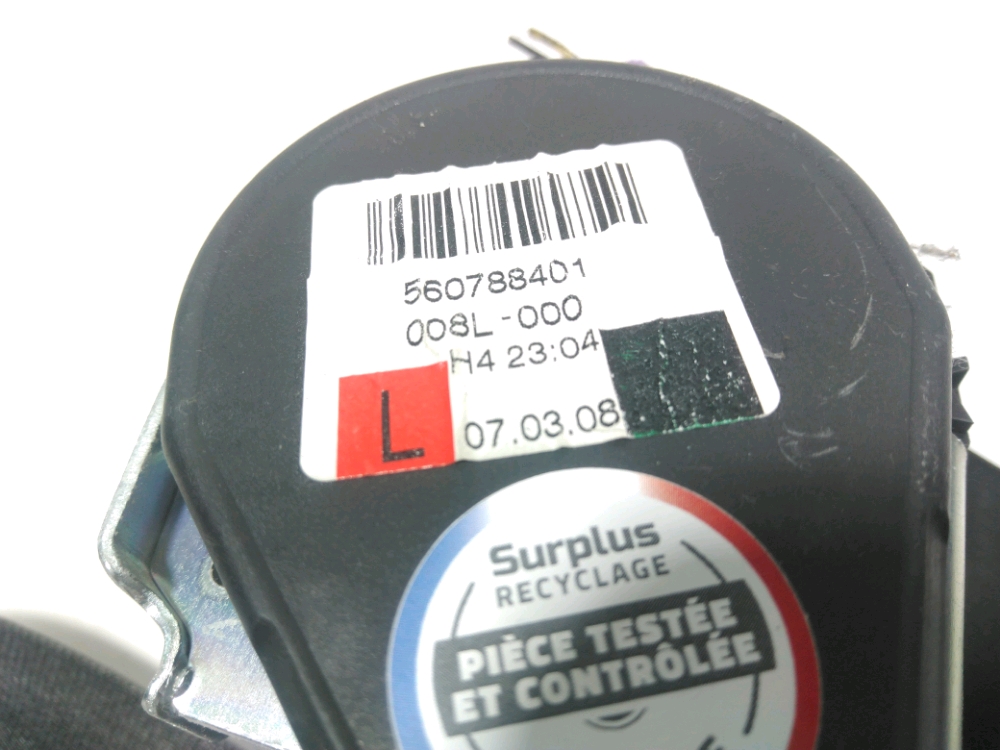 560788401
008L-000
H4 23:04
L
07.03.08
Surplus
RECYCLAGE
PIÈCE TESTÉE
ET CONTRÔLÉE